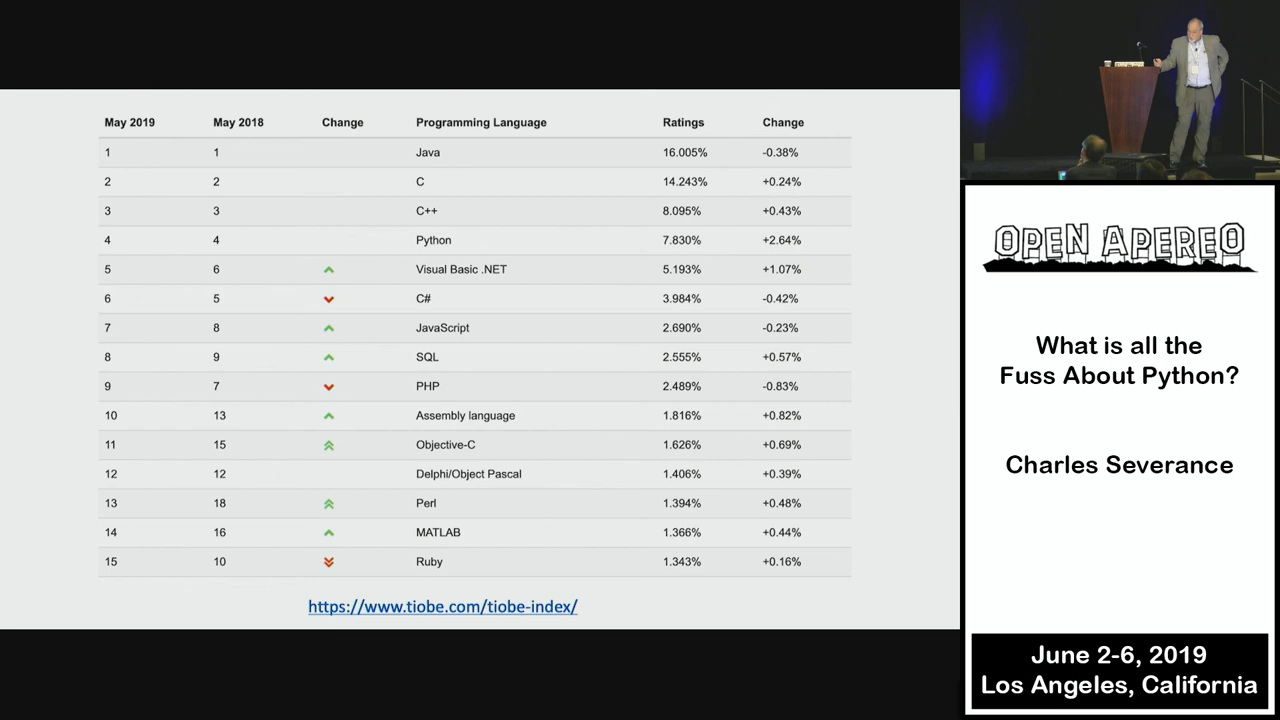 May 2019 May 2018 Change Programming Language Ratings Change
1 1 Java 16.005% -0.38%
2 2 C 14.243% +0.24%
3 3 C++ 8.095% +0.43%
4 4 Python 7.830% +2.64%
5 6 Visual Basic .NET 5.193% +1.07%
6 5 C# 3.984% -0.42%
7 8 JavaScript 2.690% -0.23%
8 9 SQL 2.555% +0.57%
9 7 PHP 2.489% -0.83%
10 13 Assembly language 1.816% +0.82%
11 15 Objective-C 1.626% +0.69%
12 12 Delphi/Object Pascal 1.406% +0.39%
13 18 Perl 1.394% +0.48%
14 16 MATLAB 1.366% +0.44%
15 10 Ruby 1.343% +0.16%
https://www.tiobe.com/tiobe-index/
OPEN APEREO
What is all the
Fuss About Python?
Charles Severance
June 2-6, 2019
Los Angeles, California